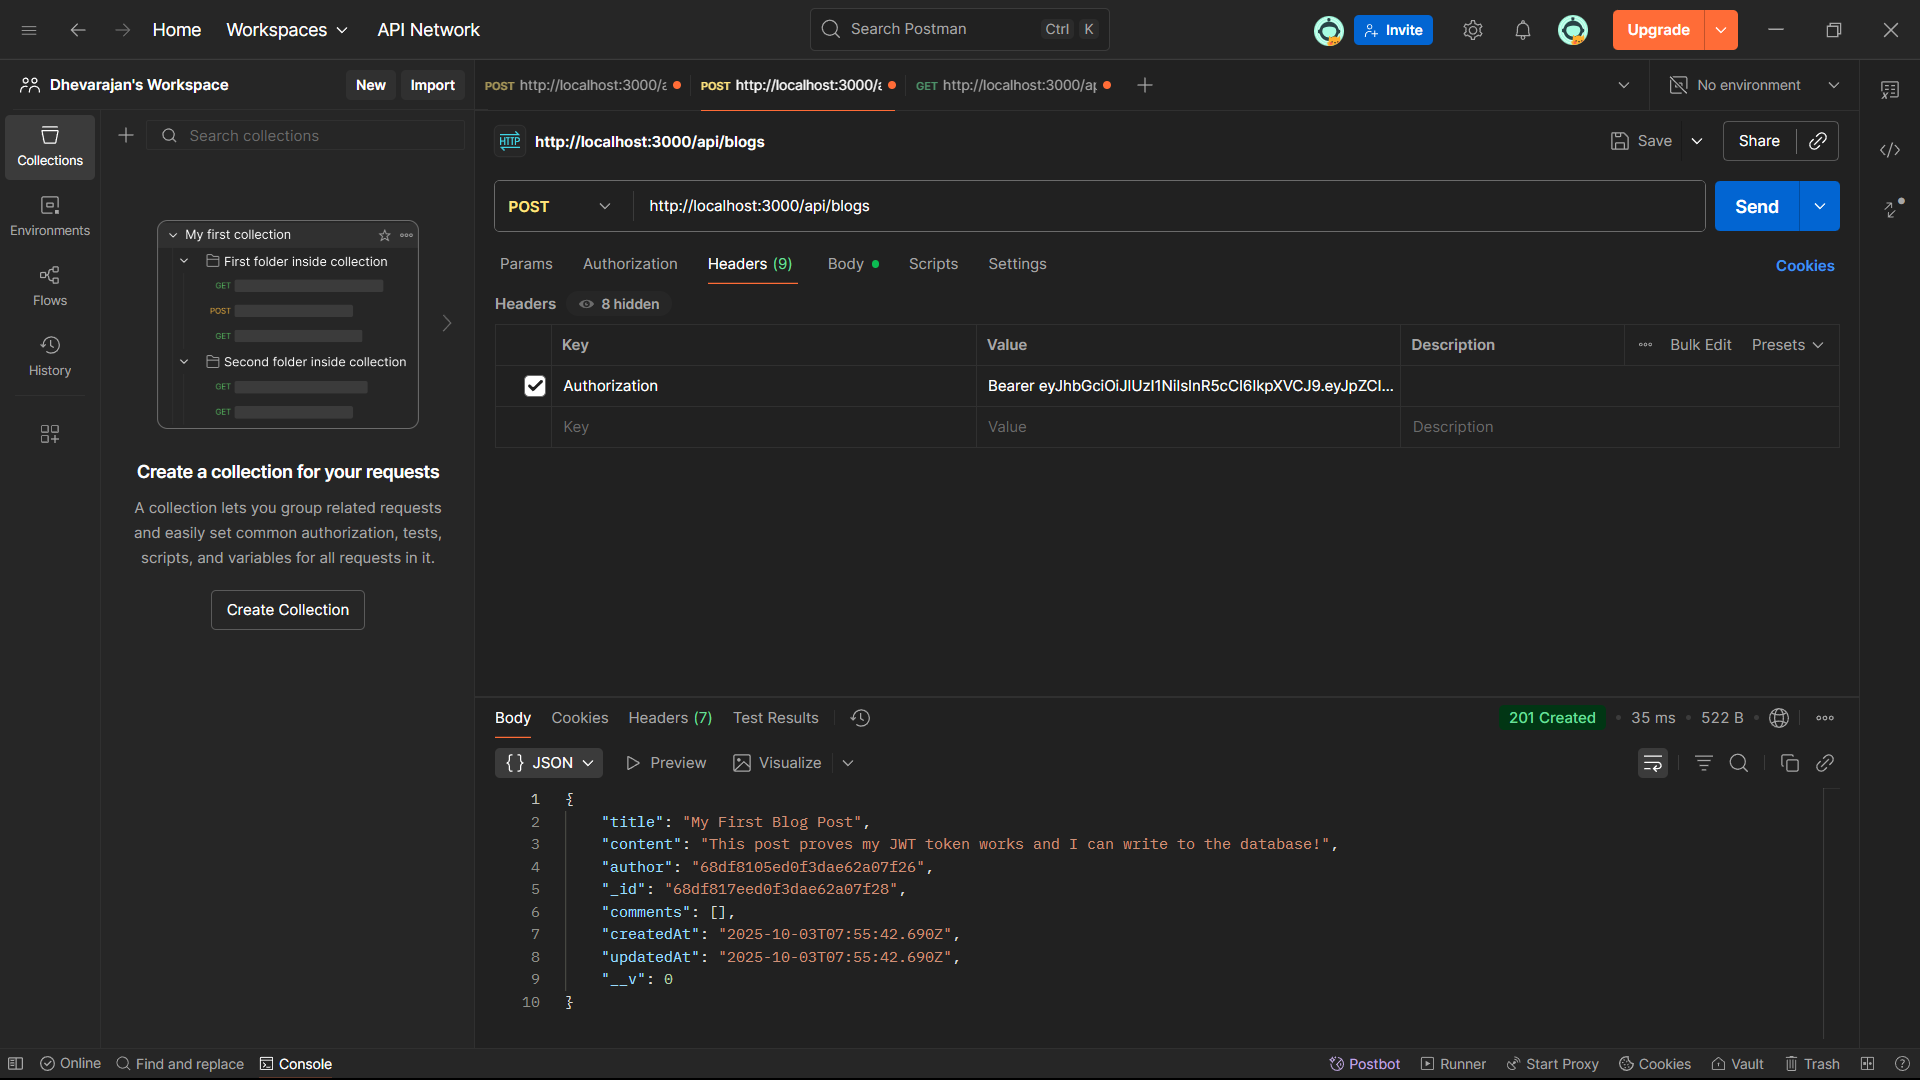 Home Workspaces API Network Search Postman Ctrl K Invite Upgrade
Dhevarajan's Workspace New Import
POST http://localhost:3000/a POST http://localhost:3000/a GET http://localhost:3000/ap No environment
Collections
Environments
Flows
History
Search collections
My first collection
First folder inside collection
GET
POST
GET
Second folder inside collection
GET
GET
Create a collection for your requests
A collection lets you group related requests
and easily set common authorization, tests,
scripts, and variables for all requests in it.
Create Collection
HTTP http://localhost:3000/api/blogs Save Share
POST http://localhost:3000/api/blogs Send
Params Authorization Headers (9) Body Scripts Settings Cookies
Headers 8 hidden
Key Value Description Bulk Edit Presets
Authorization Bearer eyJhbGciOiJIUzI1NiIsInR5cCI6IkpXVCJ9.eyJpZCI...
Key Value Description
Body Cookies Headers (7) Test Results 201 Created 35 ms 522 B
{} JSON Preview Visualize
1 {
2 "title": "My First Blog Post",
3 "content": "This post proves my JWT token works and I can write to the database!",
4 "author": "68df8105ed0f3dae62a07f26",
5 "_id": "68df817eed0f3dae62a07f28",
6 "comments": [],
7 "createdAt": "2025-10-03T07:55:42.690Z",
8 "updatedAt": "2025-10-03T07:55:42.690Z",
9 "__v": 0
10 }
Online Find and replace Console Postbot Runner Start Proxy Cookies Vault Trash